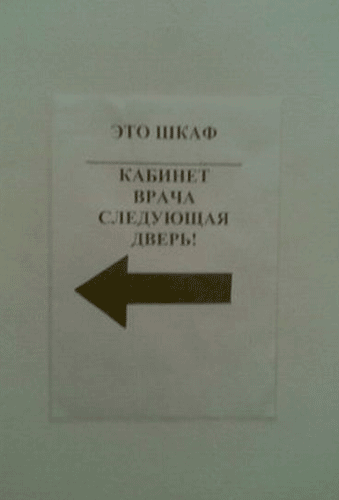 ЭТО ШКАФ
КАБИНЕТ
ВРАЧА
СЛЕДУЮЩАЯ
ДВЕРЬ!